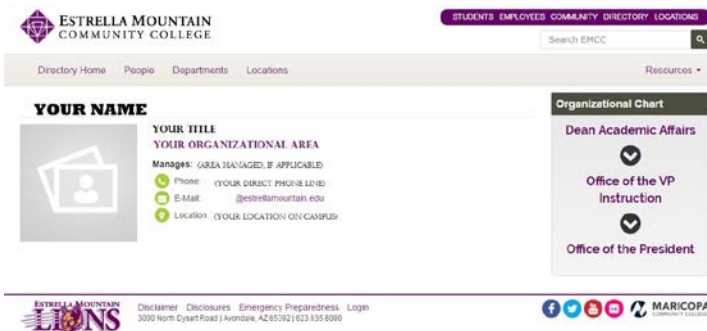 ESTRELLA MOUNTAIN
COMMUNITY COLLEGE
STUDENTS EMPLOYEES COMMUNITY DIRECTORY LOCATIONS
Search EMCC
Directory Home People Departments Locations
Resources
YOUR NAME
YOUR TITLE
YOUR ORGANIZATIONAL AREA
Manages: (AREA MANAGED, IF APPLICABLE)
Phone: (YOUR DIRECT PHONE LINE)
E-Mail: @estrellamountain.edu
Location (YOUR LOCATION ON CAMPUS)
Organizational Chart
Dean Academic Affairs
Office of the VP
Instruction
Office of the President
ESTRELLA MOUNTAIN
LIONS
Disclaimer Disclosures Emergency Preparedness Login
3000 North Dysart Road | Avondale, AZ 85392 | 623.935.8000
MARICOPA
COMMUNITY COLLEGES